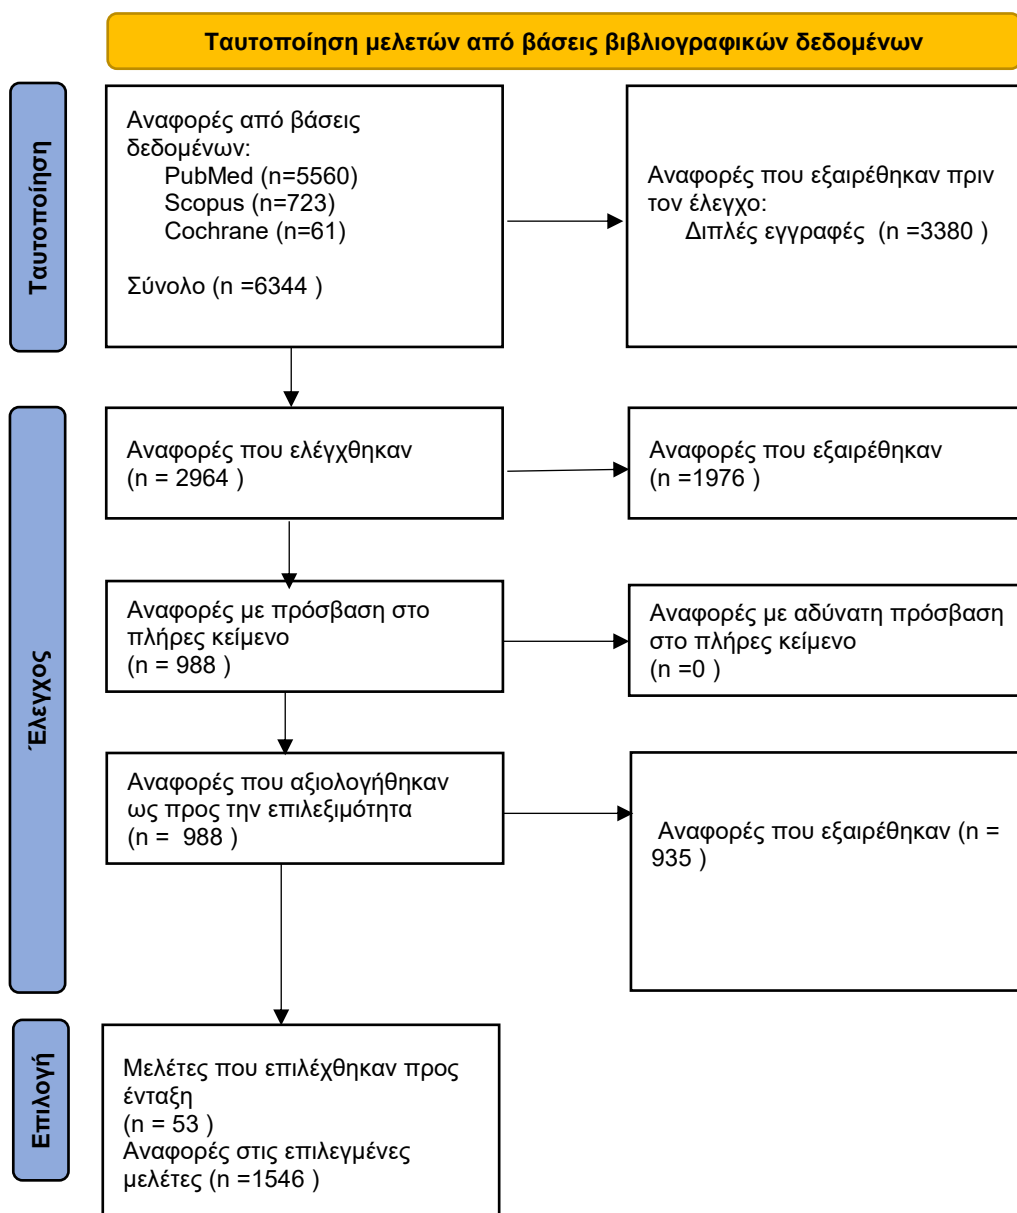 Ταυτοποίηση μελετών από βάσεις βιβλιογραφικών δεδομένων
Ταυτοποίηση
Αναφορές από βάσεις
δεδομένων:
PubMed (n=5560)
Scopus (n=723)
Cochrane (n=61)
Σύνολο (n =6344 )
Αναφορές που εξαιρέθηκαν πριν
τον έλεγχο:
Διπλές εγγραφές (n =3380 )
Έλεγχος
Αναφορές που ελέγχθηκαν
(n = 2964 )
Αναφορές που εξαιρέθηκαν
(n =1976 )
Αναφορές με πρόσβαση στο
πλήρες κείμενο
(n = 988 )
Αναφορές με αδύνατη πρόσβαση
στο πλήρες κείμενο
(n =0 )
Αναφορές που αξιολογήθηκαν
ως προς την επιλεξιμότητα
(n = 988 )
Αναφορές που εξαιρέθηκαν (n =
935 )
Επιλογή
Μελέτες που επιλέχθηκαν προς
ένταξη
(n = 53 )
Αναφορές στις επιλεγμένες
μελέτες (n =1546 )